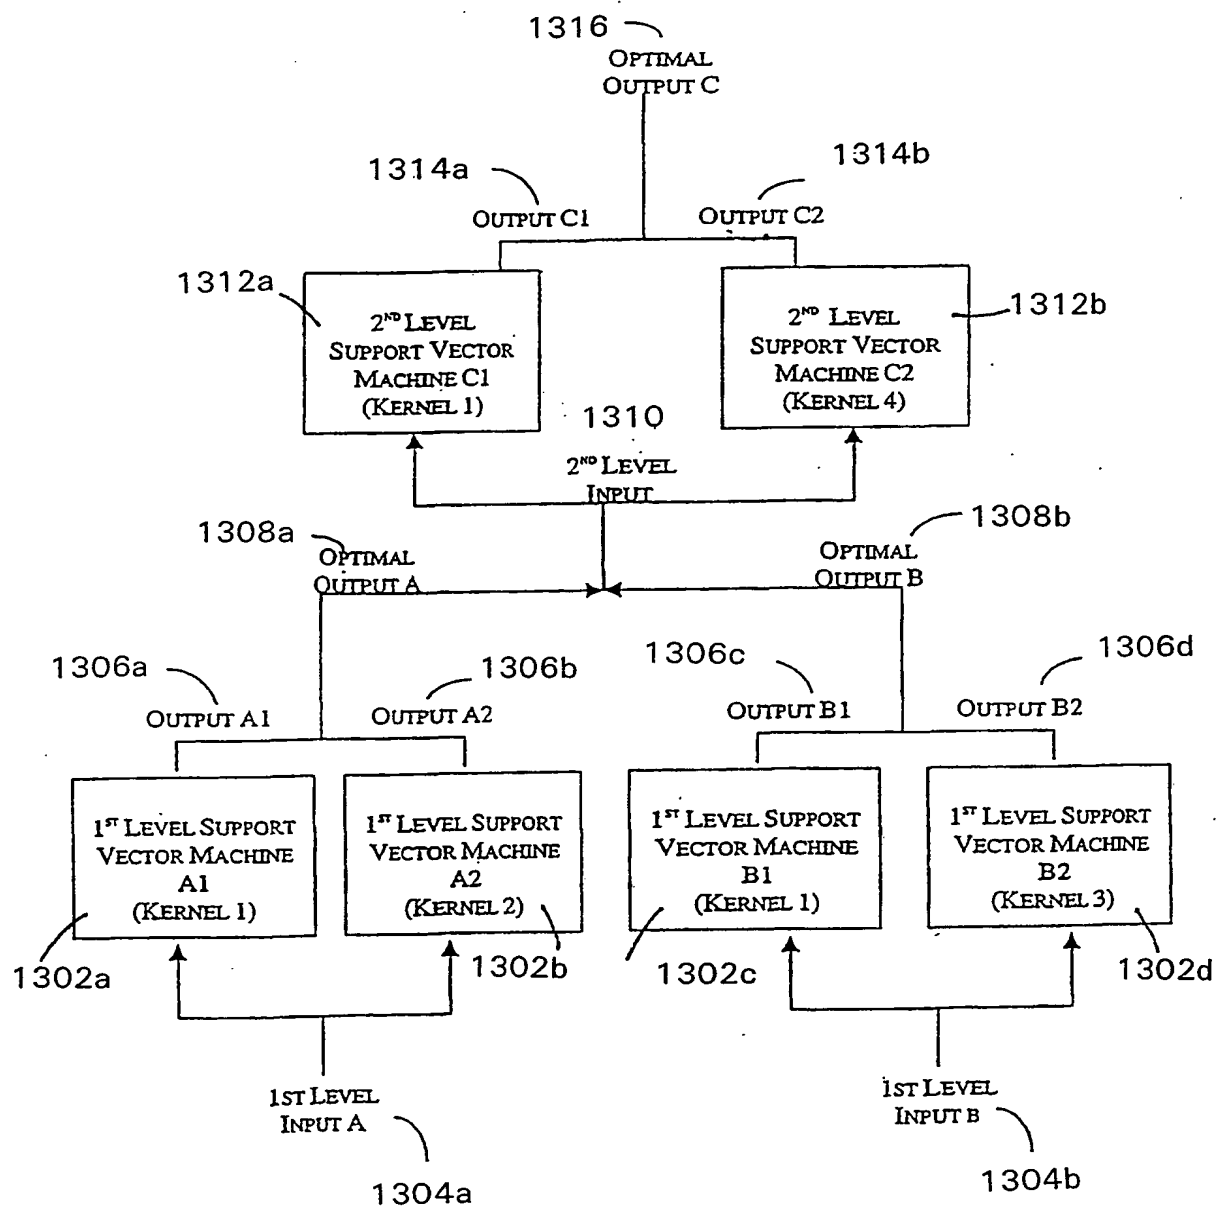 1316
OPTIMAL
OUTPUT C
1314a
1314b
OUTPUT C1
OUTPUT C2
1312a
1312b
2ND LEVEL
SUPPORT VECTOR
MACHINE C1
(KERNEL 1)
2ND LEVEL
SUPPORT VECTOR
MACHINE C2
(KERNEL 4)
1310
2ND LEVEL
INPUT
1308a
1308b
OPTIMAL
OUTPUT A
OPTIMAL
OUTPUT B
1306a
1306b
1306c
1306d
OUTPUT A1
OUTPUT A2
OUTPUT B1
OUTPUT B2
1ST LEVEL SUPPORT
VECTOR MACHINE
A1
(KERNEL 1)
1ST LEVEL SUPPORT
VECTOR MACHINE
A2
(KERNEL 2)
1ST LEVEL SUPPORT
VECTOR MACHINE
B1
(KERNEL 1)
1ST LEVEL SUPPORT
VECTOR MACHINE
B2
(KERNEL 3)
1302a
1302b
1302c
1302d
1ST LEVEL
INPUT A
1ST LEVEL
INPUT B
1304a
1304b